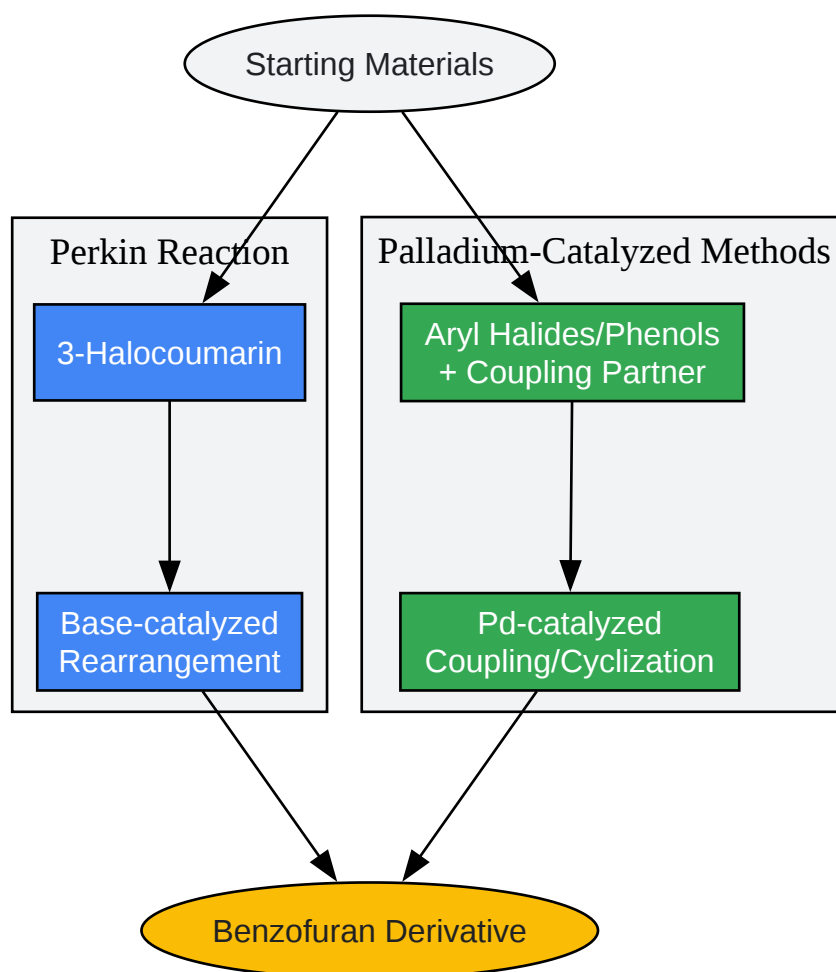 Starting Materials
Perkin Reaction
Palladium-Catalyzed Methods
3-Halocoumarin
Aryl Halides/Phenols
+ Coupling Partner
Base-catalyzed
Rearrangement
Pd-catalyzed
Coupling/Cyclization
Benzofuran Derivative